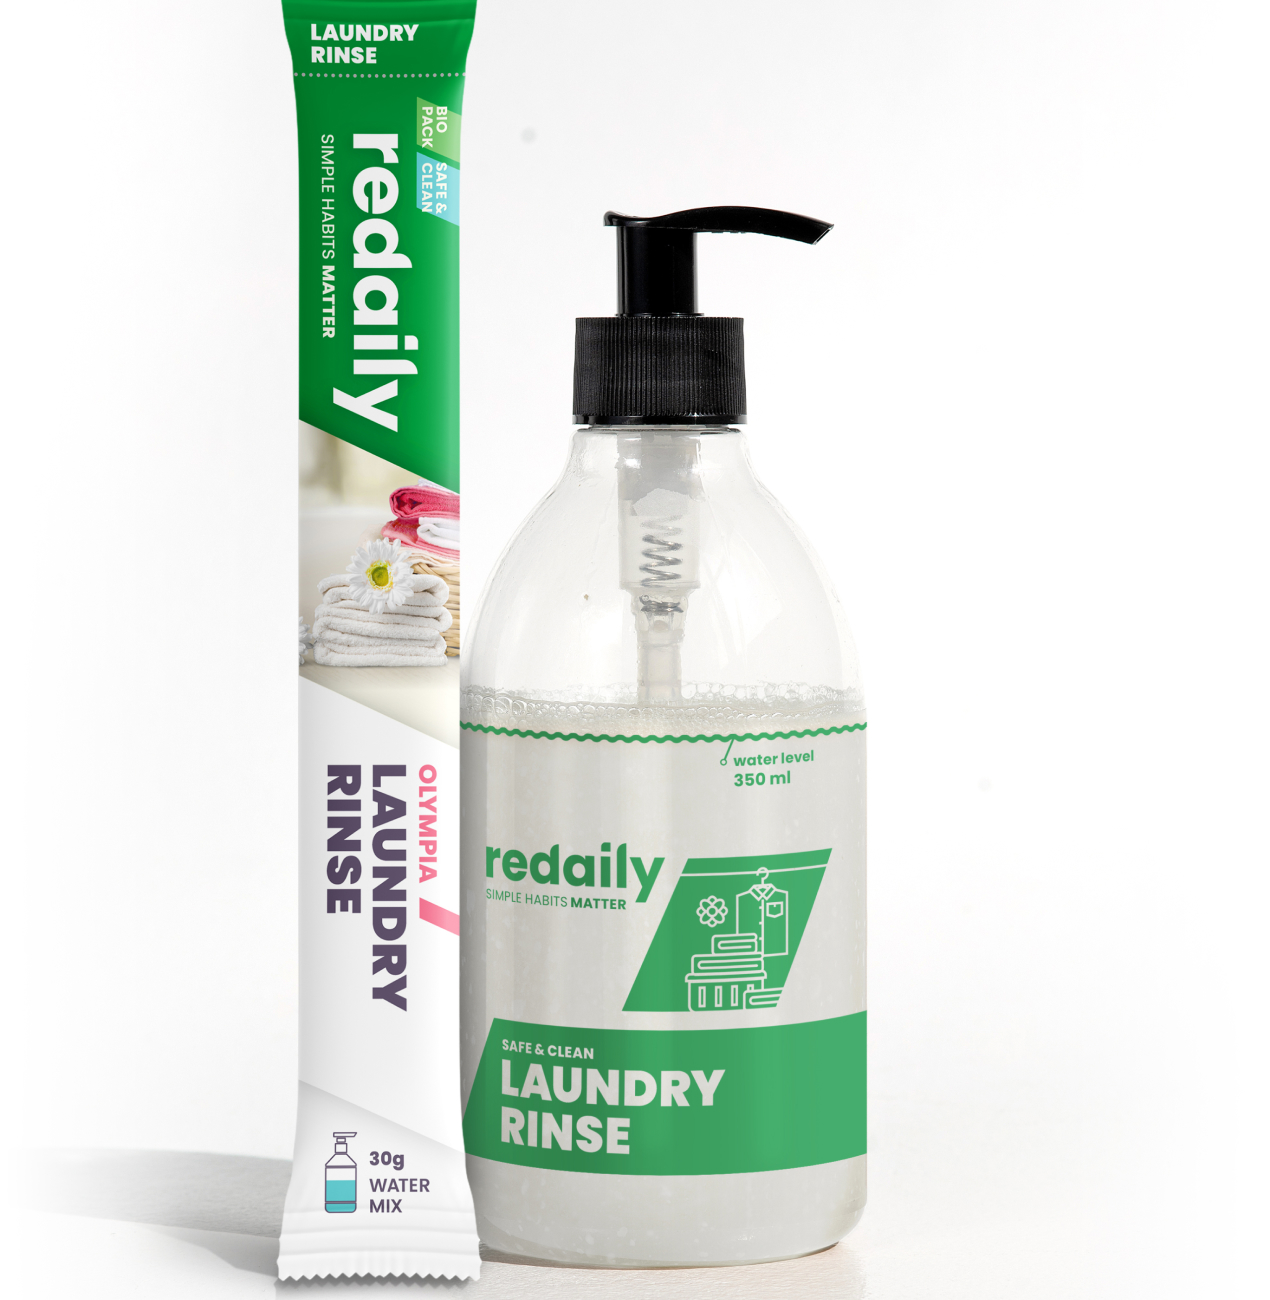 LAUNDRY
RINSE
BIO
PACK
SAFE &
CLEAN
redaily
SIMPLE HABITS MATTER
OLYMPIA
LAUNDRY
RINSE
30g
WATER
MIX
water level
350 ml
redaily
SIMPLE HABITS MATTER
SAFE & CLEAN
LAUNDRY
RINSE